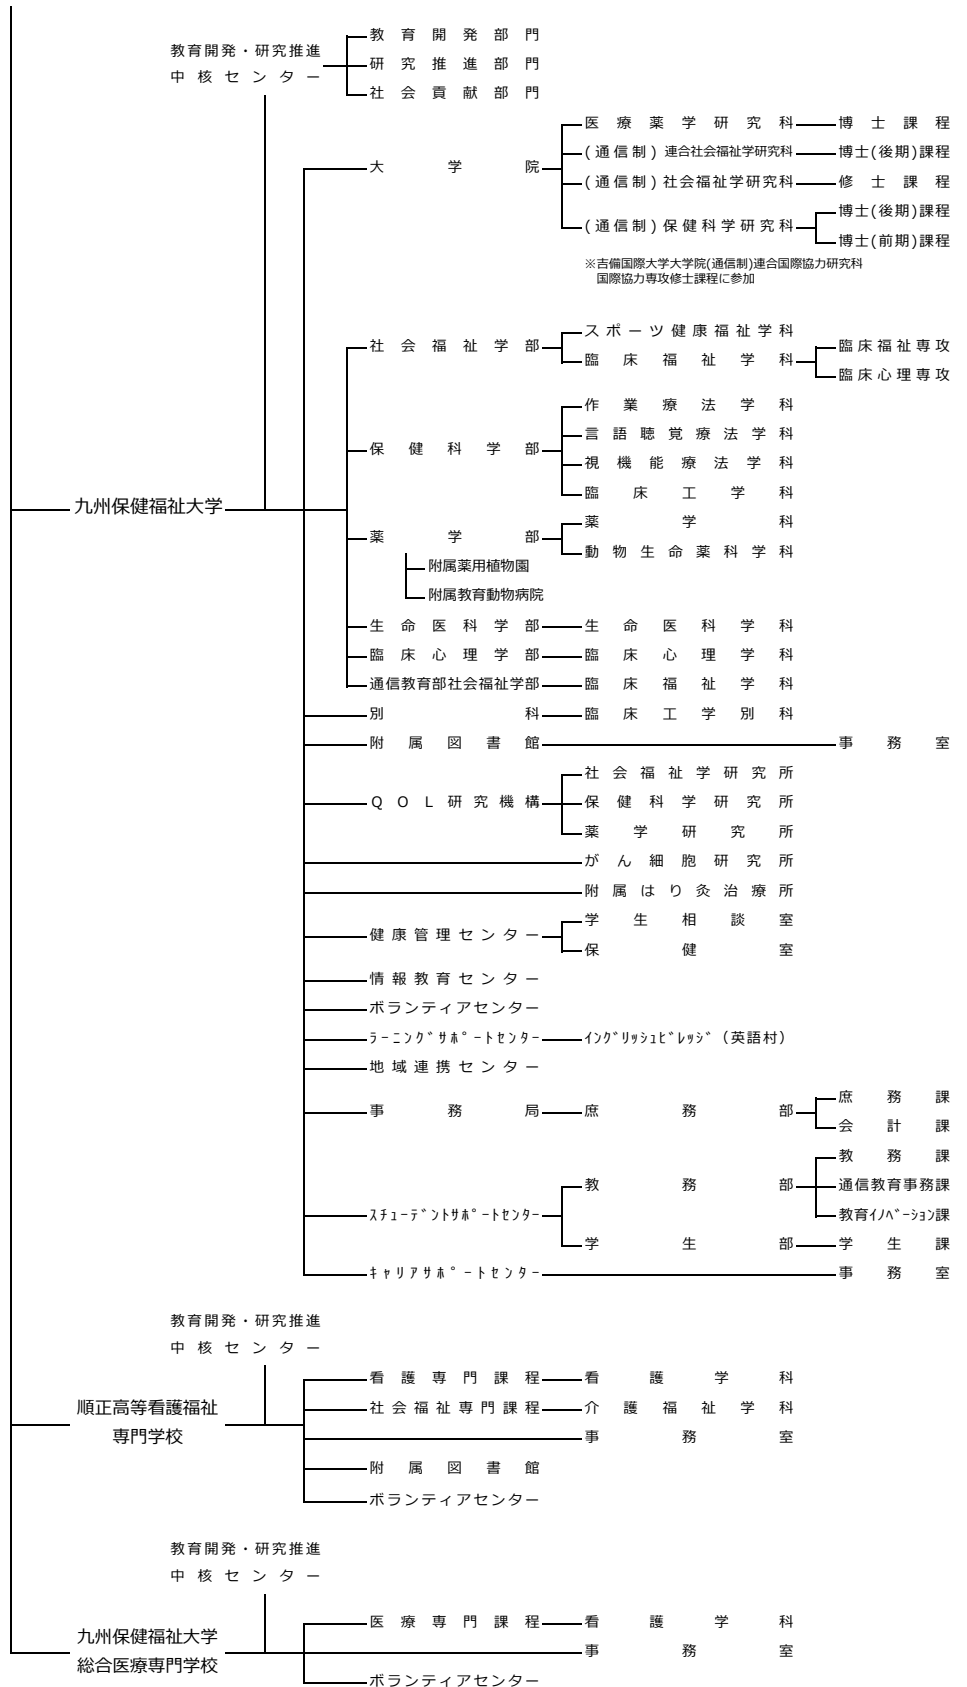 教育開発・研究推進
中核センター
教育開発部門
研究推進部門
社会貢献部門
大学院
医療薬学研究科
博士課程
(通信制)連合社会福祉学研究科
博士(後期)課程
(通信制)社会福祉学研究科
修士課程
(通信制)保健科学研究科
博士(後期)課程
博士(前期)課程
※吉備国際大学大学院(通信制)連合国際協力研究科
国際協力専攻修士課程に参加
九州保健福祉大学
社会福祉学部
スポーツ健康福祉学科
臨床福祉学科
臨床福祉専攻
臨床心理専攻
保健科学部
作業療法学科
言語聴覚療法学科
視機能療法学科
臨床工学科
薬学部
薬学科
動物生命薬科学科
附属薬用植物園
附属教育動物病院
生命医科学部
生命医科学科
臨床心理学部
臨床心理学科
通信教育部社会福祉学部
臨床福祉学科
別科
臨床工学別科
附属図書館
事務室
QOL研究機構
社会福祉学研究所
保健科学研究所
薬学研究所
がん細胞研究所
附属はり灸治療所
健康管理センター
学生相談室
保健室
情報教育センター
ボランティアセンター
ﾗｰﾆﾝｸﾞｻﾎﾟｰﾄｾﾝﾀｰ
ｲﾝｸﾞﾘｯｼｭﾋﾞﾚｯｼﾞ（英語村）
地域連携センター
事務局
庶務部
庶務課
会計課
ｽﾁｭｰﾃﾞﾝﾄｻﾎﾟｰﾄｾﾝﾀｰ
教務部
教務課
通信教育事務課
教育ｲﾉﾍﾞｰｼｮﾝ課
学生部
学生課
ｷｬﾘｱｻﾎﾟｰﾄｾﾝﾀｰ
事務室
教育開発・研究推進
中核センター
順正高等看護福祉
専門学校
看護専門課程
看護学科
社会福祉専門課程
介護福祉学科
事務室
附属図書館
ボランティアセンター
教育開発・研究推進
中核センター
九州保健福祉大学
総合医療専門学校
医療専門課程
看護学科
事務室
ボランティアセンター